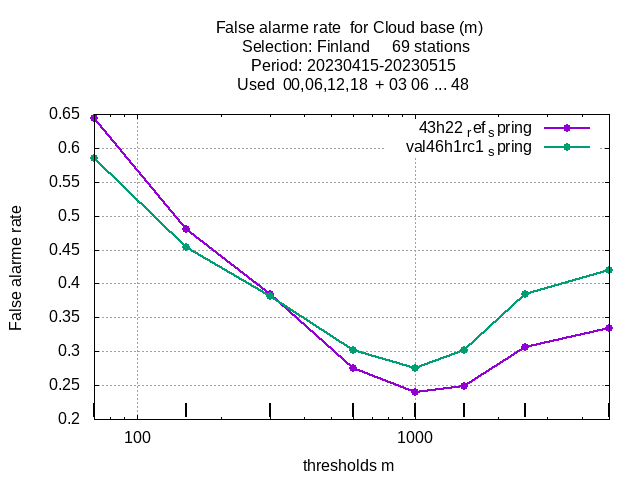 False alarme rate  for Cloud base (m)
Selection: Finland     69 stations
Period: 20230415-20230515
Used  00,06,12,18  + 03 06 ... 48
0.65
0.6
0.55
0.5
0.45
0.4
0.35
0.3
0.25
0.2
False alarme rate
43h22 ref spring
val46h1rc1 spring
100
1000
thresholds m